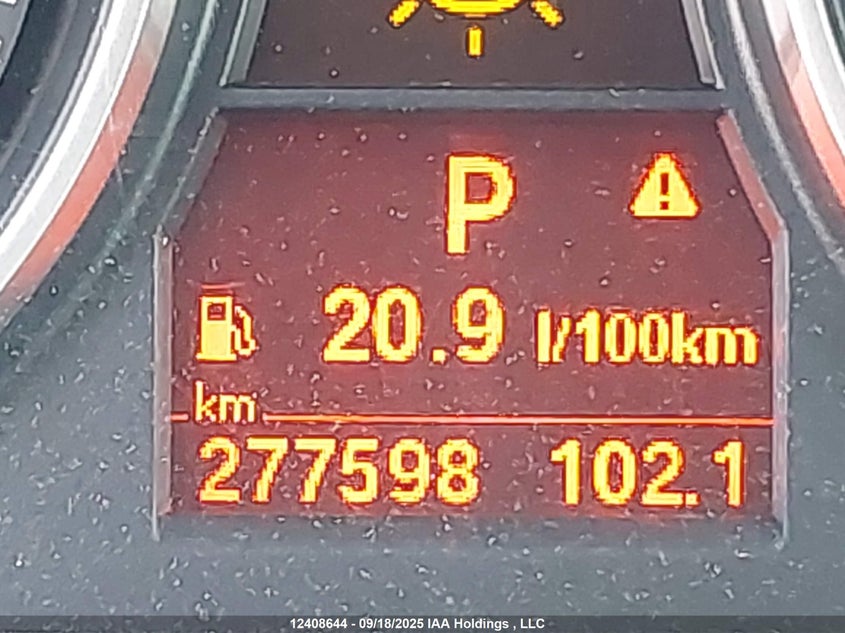 P
20.9 l/100km
km
277598 102.1
12408644 - 09/18/2025 IAA Holdings , LLC